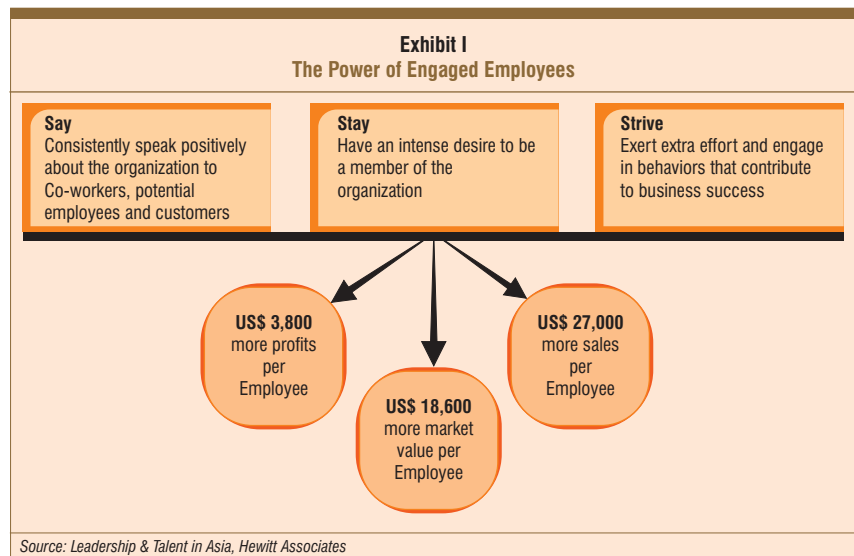 Exhibit I
The Power of Engaged Employees
Say
Consistently speak positively
about the organization to
Co-workers, potential
employees and customers
Stay
Have an intense desire to be
a member of the
organization
Strive
Exert extra effort and engage
in behaviors that contribute
to business success
US$ 3,800
more profits
per
Employee
US$ 18,600
more market
value per
Employee
US$ 27,000
more sales
per
Employee
Source: Leadership & Talent in Asia, Hewitt Associates